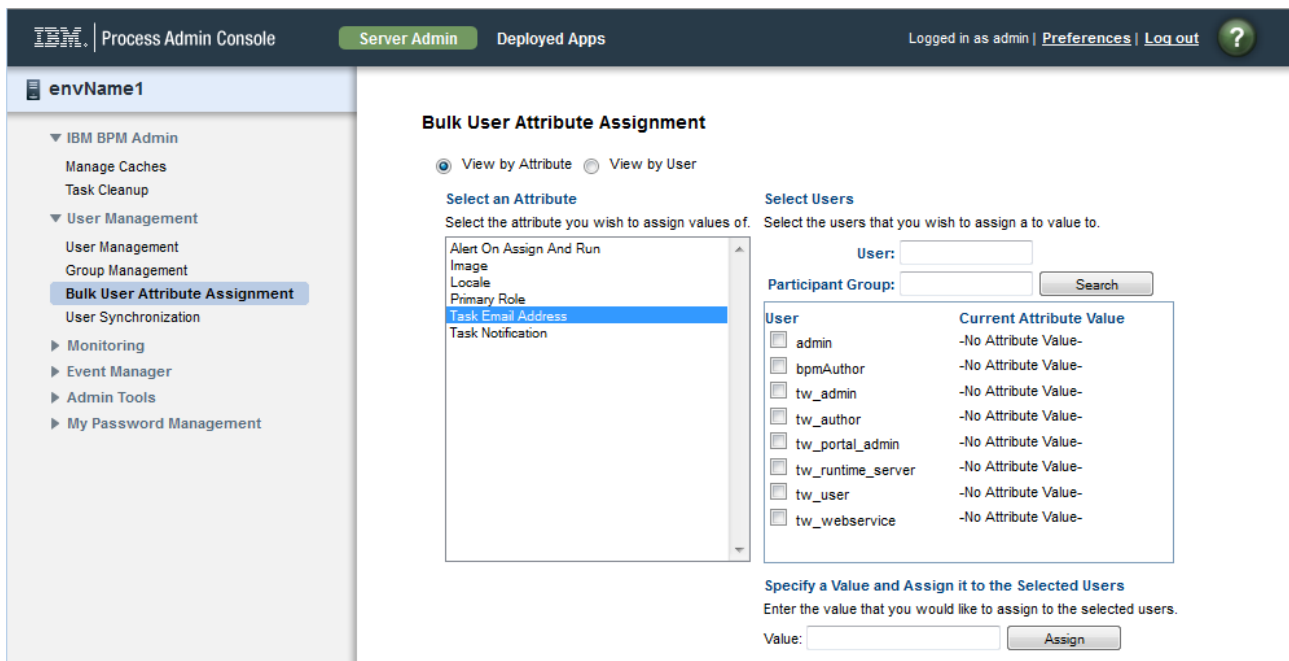 IBM. Process Admin Console Server Admin Deployed Apps Logged in as admin | Preferences | Log out ?
envName1
IBM BPM Admin
Manage Caches
Task Cleanup
User Management
User Management
Group Management
Bulk User Attribute Assignment
User Synchronization
Monitoring
Event Manager
Admin Tools
My Password Management
Bulk User Attribute Assignment
View by Attribute View by User
Select an Attribute
Select the attribute you wish to assign values of.
Alert On Assign And Run
Image
Locale
Primary Role
Task Email Address
Task Notification
Select Users
Select the users that you wish to assign a to value to.
User:
Participant Group: Search
User Current Attribute Value
admin -No Attribute Value-
bpmAuthor -No Attribute Value-
tw_admin -No Attribute Value-
tw_author -No Attribute Value-
tw_portal_admin -No Attribute Value-
tw_runtime_server -No Attribute Value-
tw_user -No Attribute Value-
tw_webservice -No Attribute Value-
Specify a Value and Assign it to the Selected Users
Enter the value that you would like to assign to the selected users.
Value: Assign